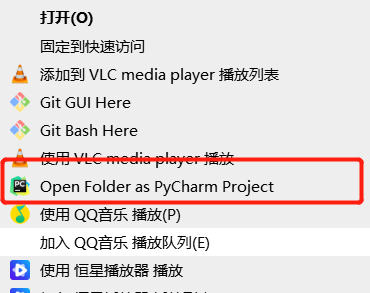 打开(O)
固定到快速访问
添加到 VLC media player 播放列表
Git GUI Here
Git Bash Here
使用 VLC media player 播放
Open Folder as PyCharm Project
使用 QQ音乐 播放(P)
加入 QQ音乐 播放队列(E)
使用 恒星播放器 播放